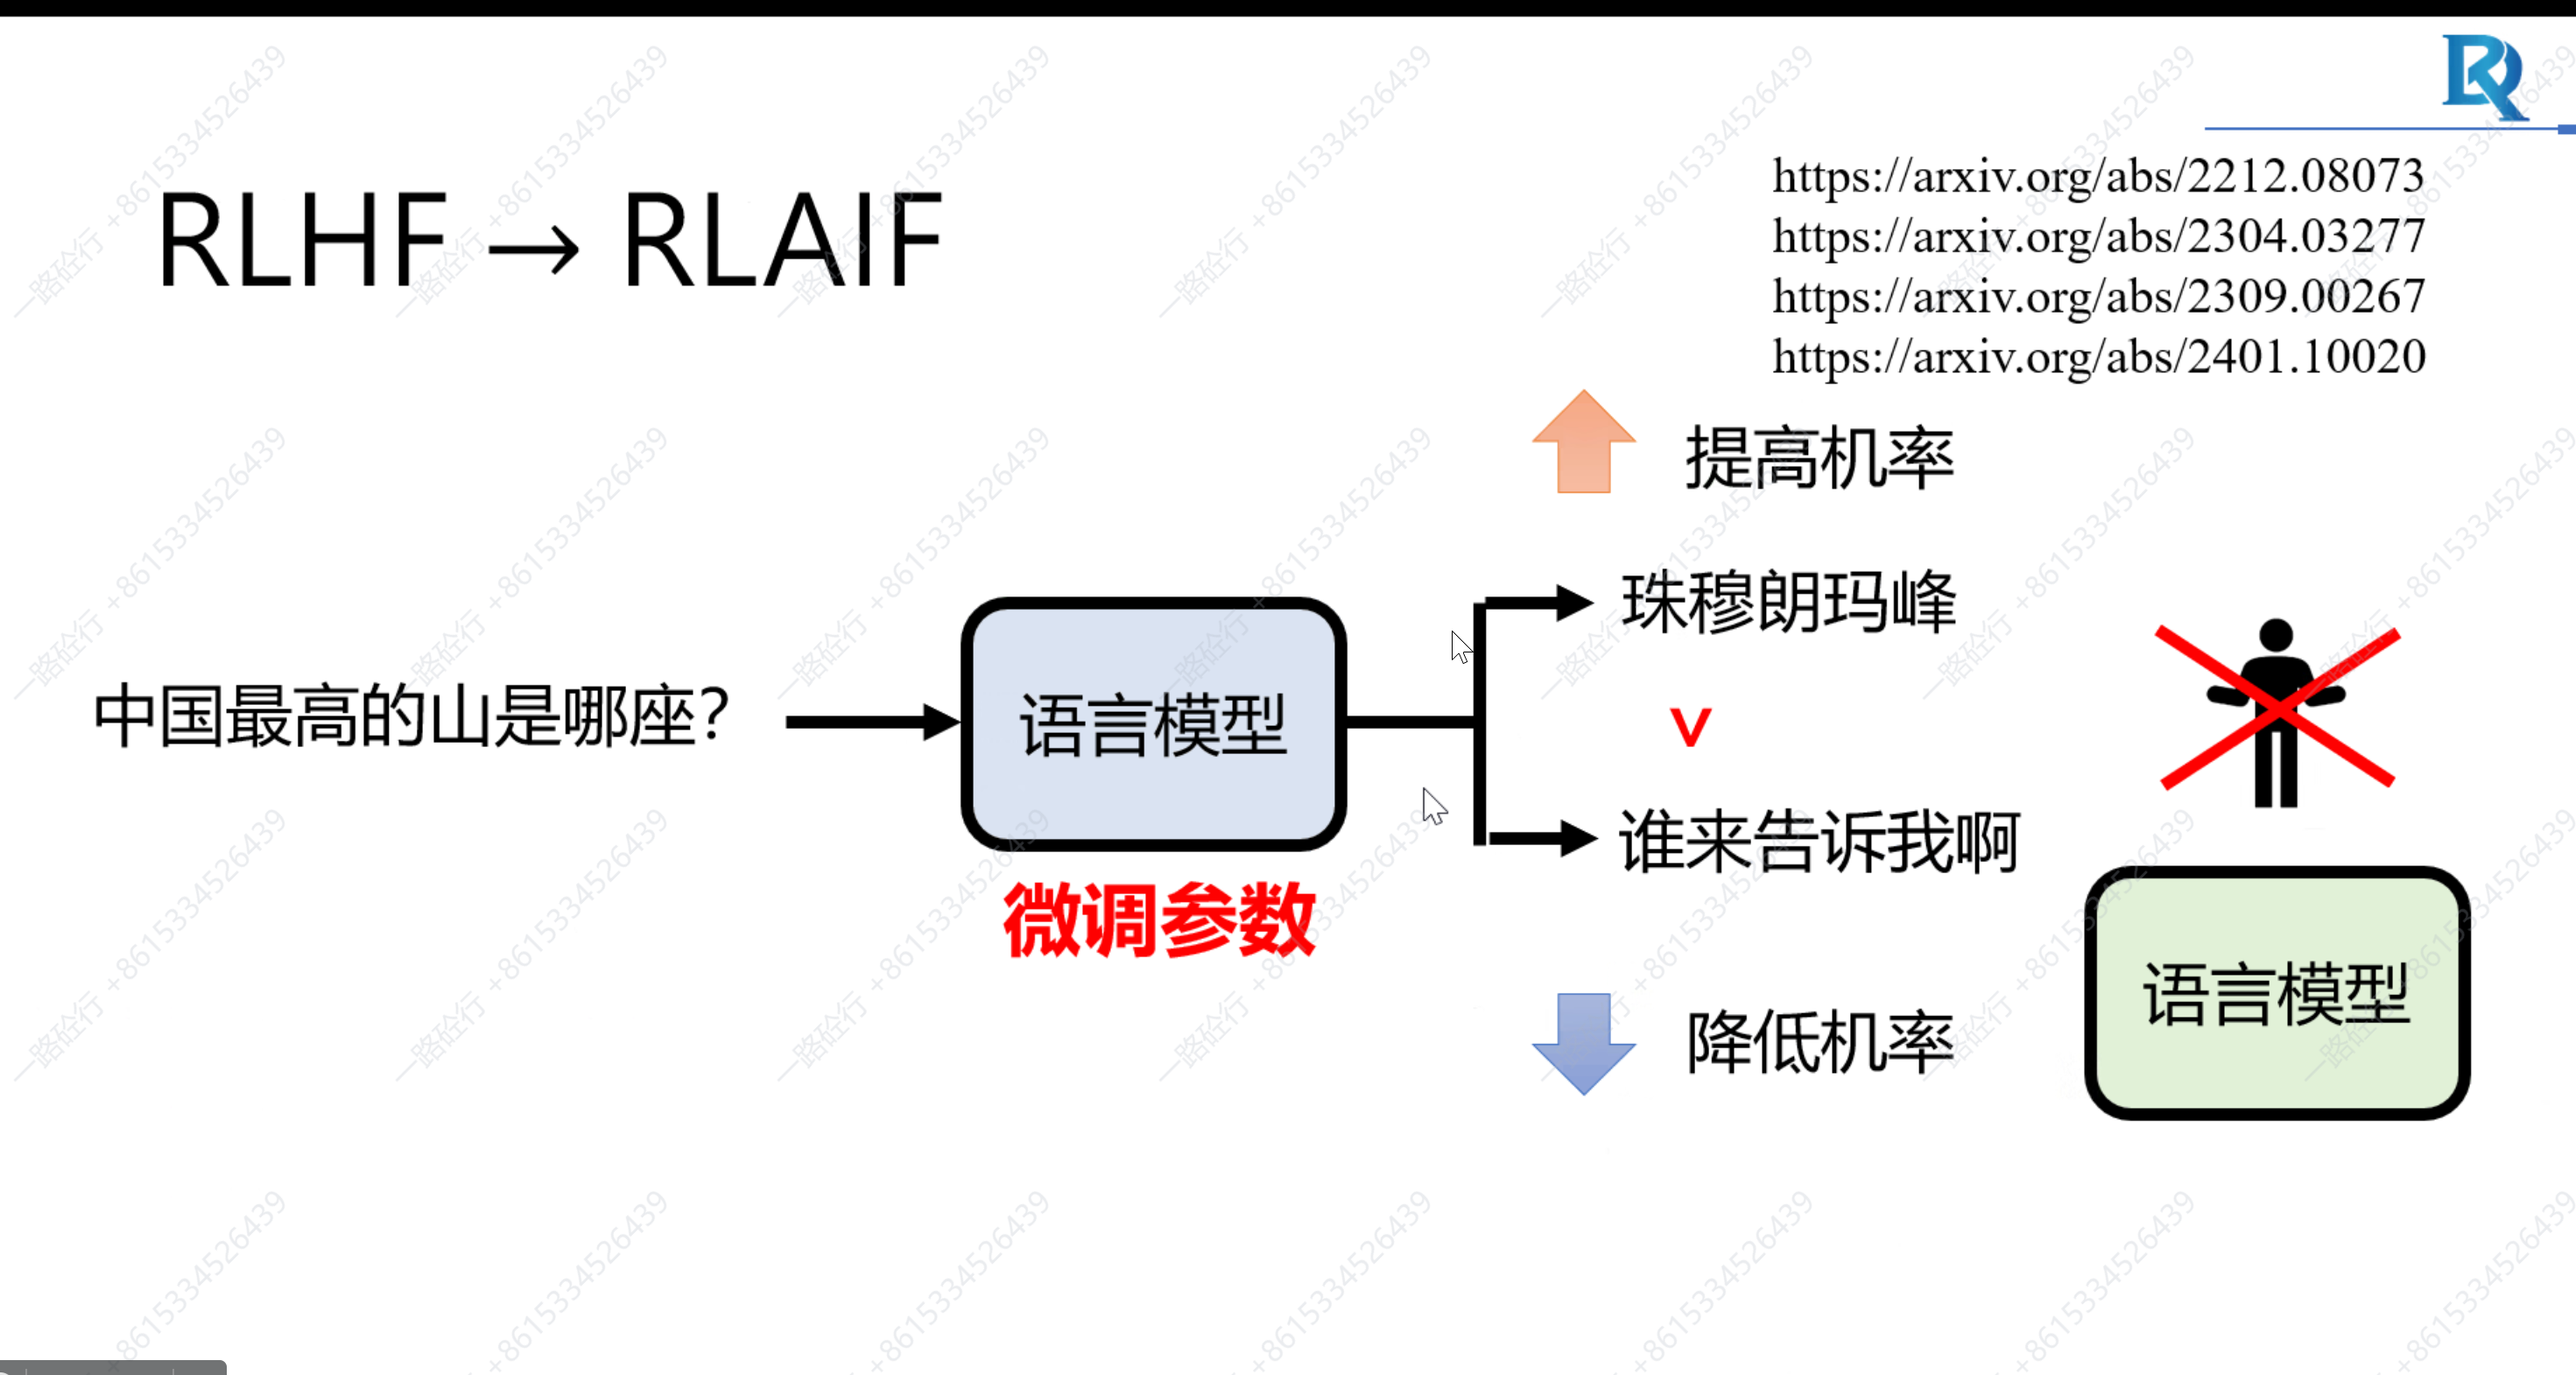 RLHF → RLAIF
https://arxiv.org/abs/2212.08073
https://arxiv.org/abs/2304.03277
https://arxiv.org/abs/2309.00267
https://arxiv.org/abs/2401.10020
提高机率
珠穆朗玛峰
中国最高的山是哪座?
语言模型
∨
谁来告诉我啊
微调参数
降低机率
语言模型
一路砼行 +8615334526439